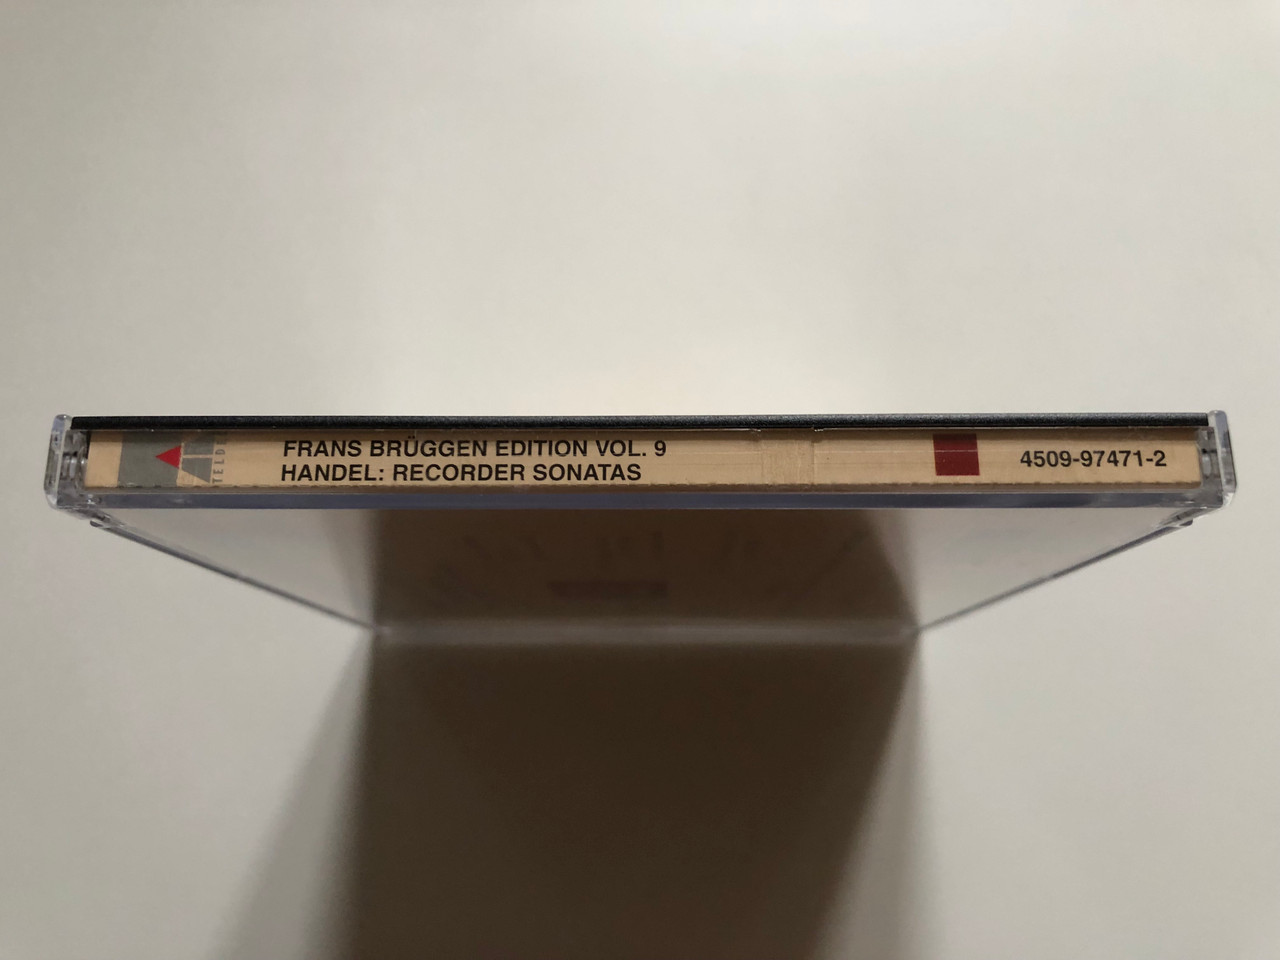 FRANS BRÜGGEN EDITION VOL. 9
HANDEL: RECORDER SONATAS
4509-97471-2